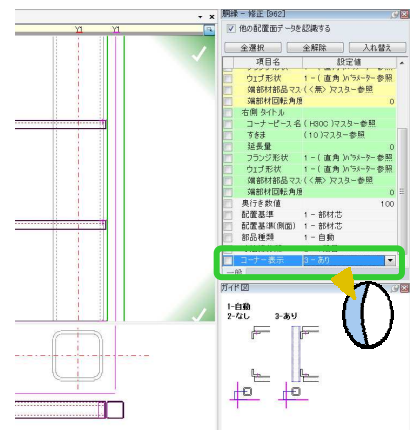 Y1
Y1
胴縁 - 修正 [962]
他の配置面データを認識する
全選択 全解除 入れ替え
項目名 設定値
ウェブ形状 1 - ( 直角 )パラメーター参照
端部材部品マス (<無> )マスター参照
端部材回転角度 0
右側 タイトル
コーナーピース名 ( H300 )マスター参照
すきま ( 10 )マスター参照
延長量 0
フランジ形状 1 - ( 直角 )パラメーター参照
ウェブ形状 1 - ( 直角 )パラメーター参照
端部材部品マス (<無> )マスター参照
端部材回転角度 0
奥行き数値 100
配置基準 1 - 部材芯
配置基準(側面) 1 - 部材芯
部品種類 1 - 自動
コーナー表示 3 - あり
ガイド図
1-自動
2-なし 3-あり